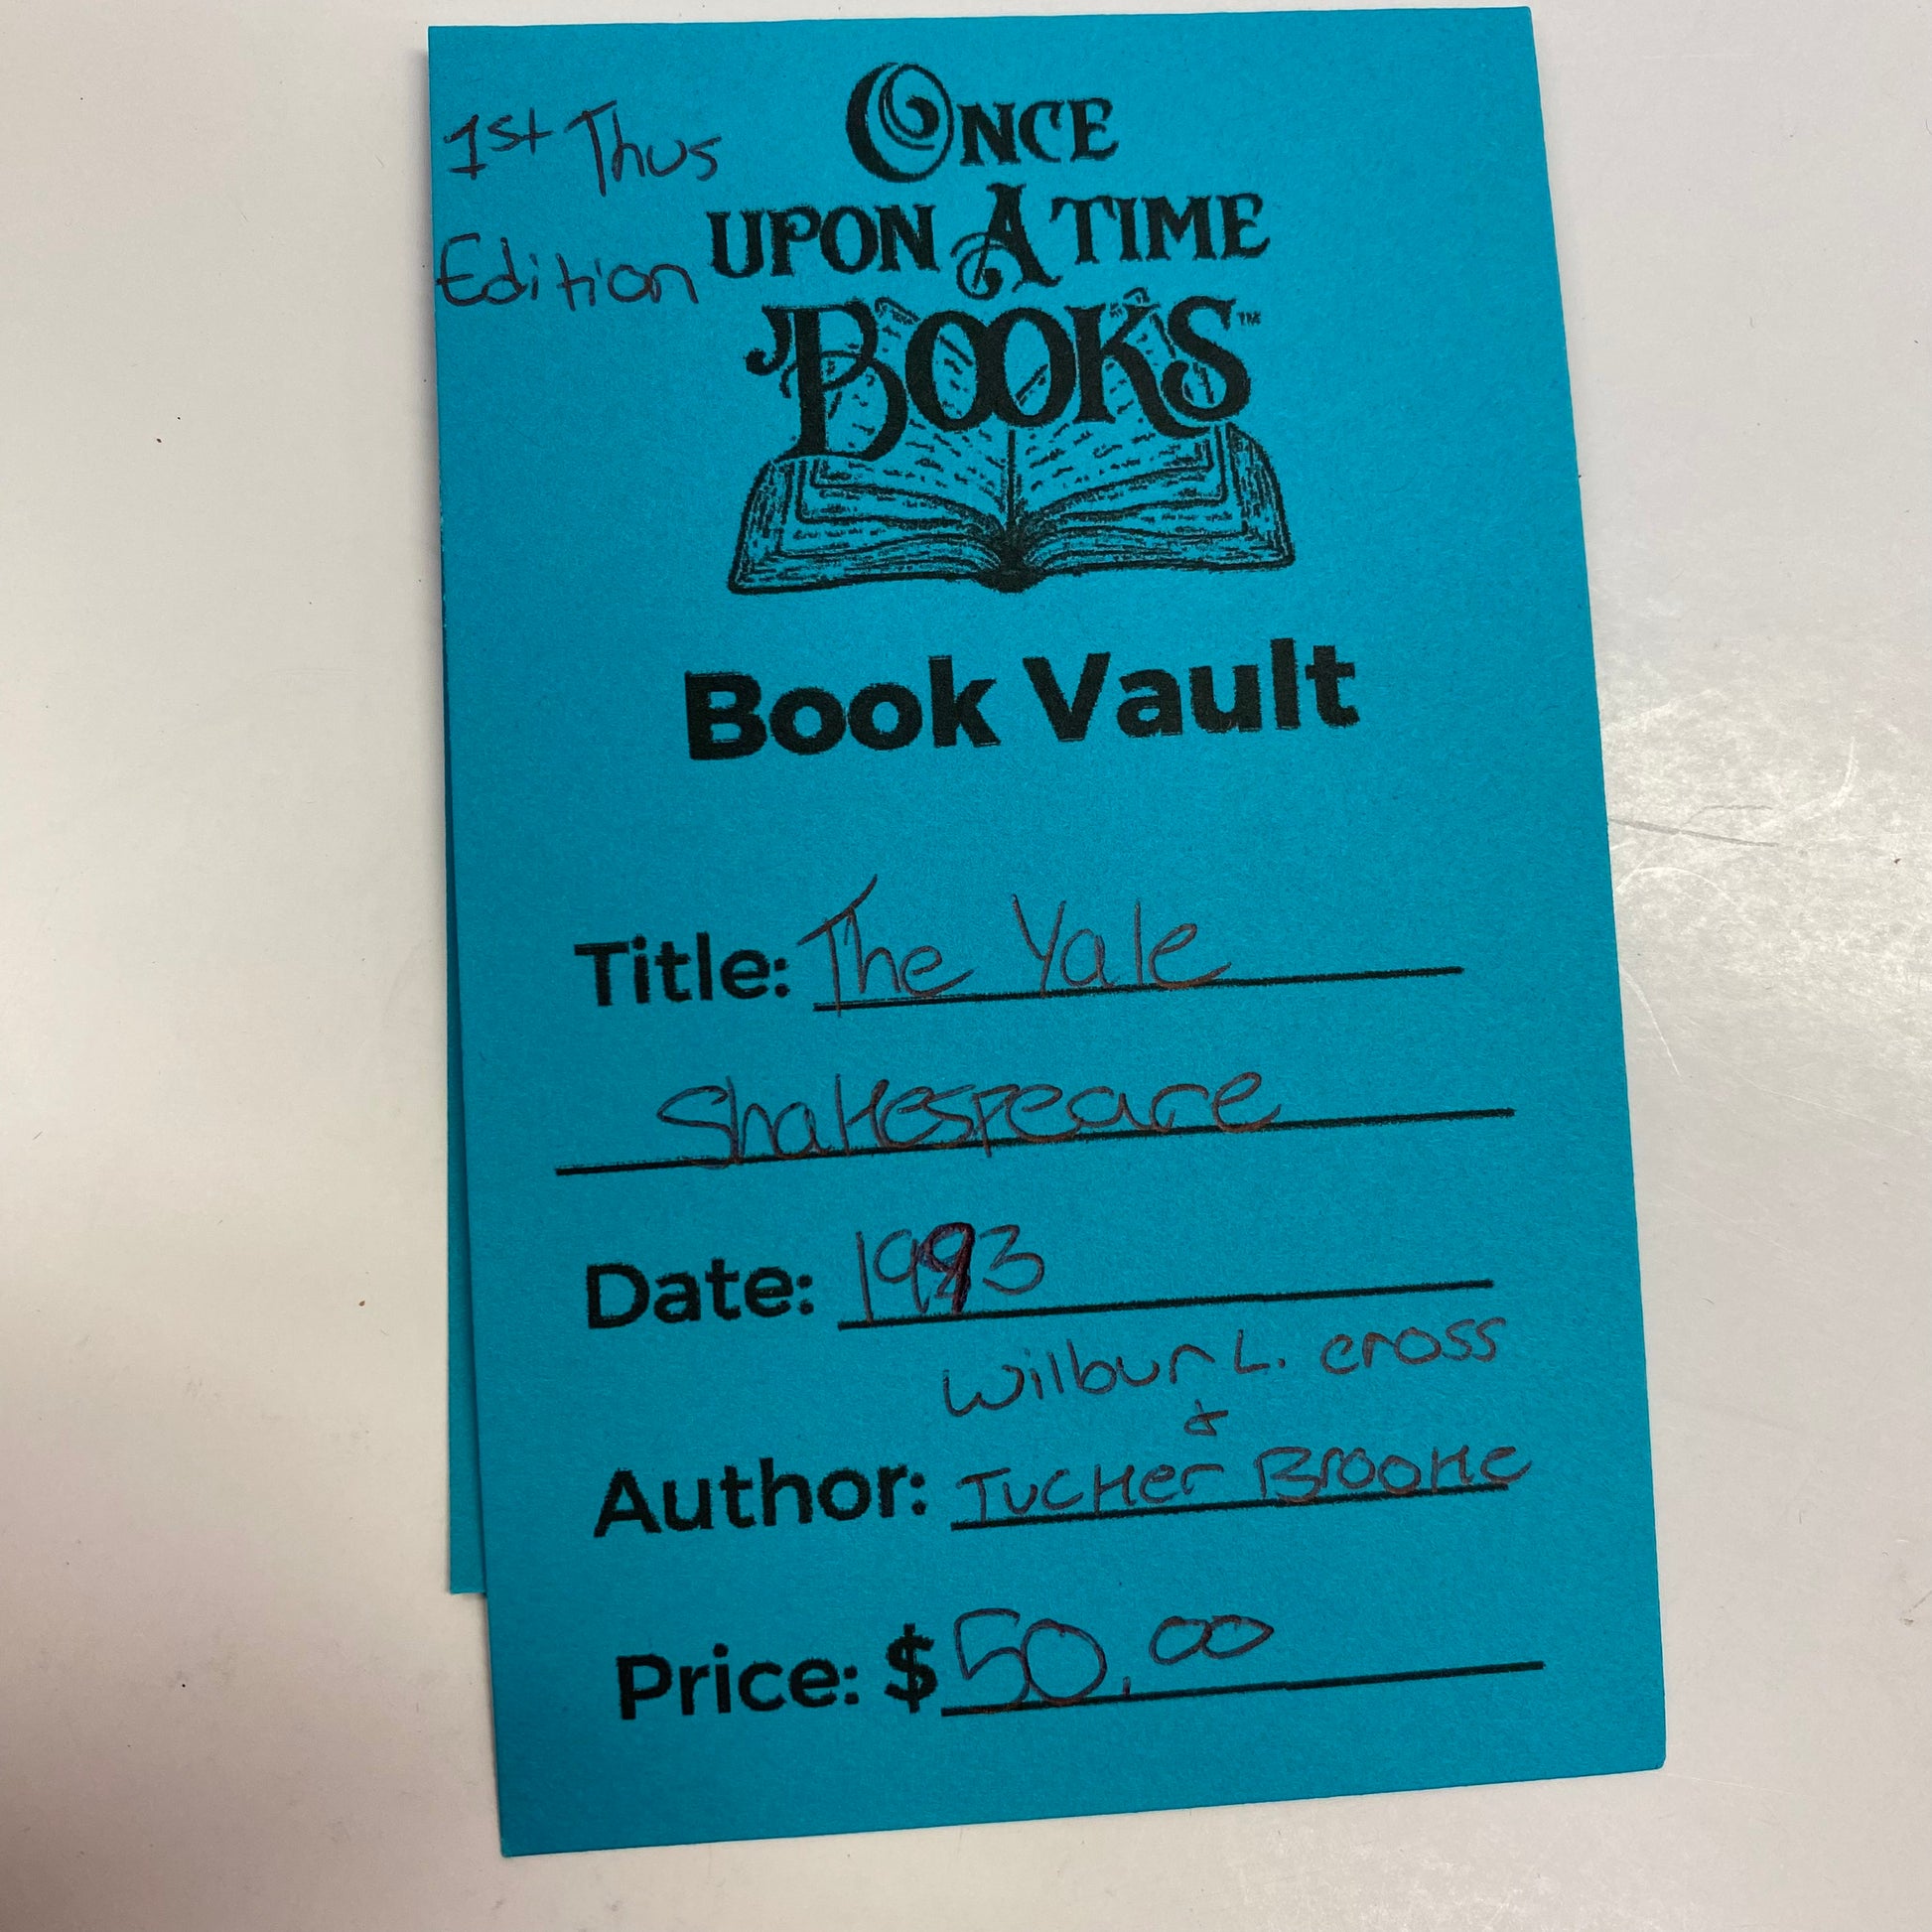 1st Thus
Edition
ONCE
UPON A TIME
BOOKS™
Book Vault
Title: The Yale
Shakespeare
Date: 1993
Wilbur L. cross
&
Author: Tucker Brooke
Price: $50.00